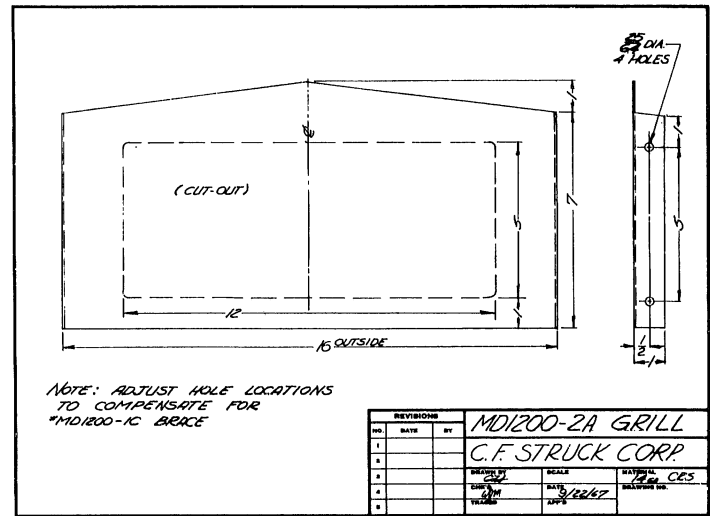 25/64 DIA.
4 HOLES
1
℄
1
(CUT-OUT)
5
7
5
12
1
16 OUTSIDE
1/2
1
NOTE: ADJUST HOLE LOCATIONS
TO COMPENSATE FOR
"MD1200-1C BRACE
REVISIONS
NO. DATE BY
1
2
3
4
5
MD1200-2A GRILL
C.F. STRUCK CORP.
DRAWN BY
SCALE
MATERIAL 14 GA CRS
CHK'D
DATE 9/22/67
DRAWING NO.
TRACED
APP'D